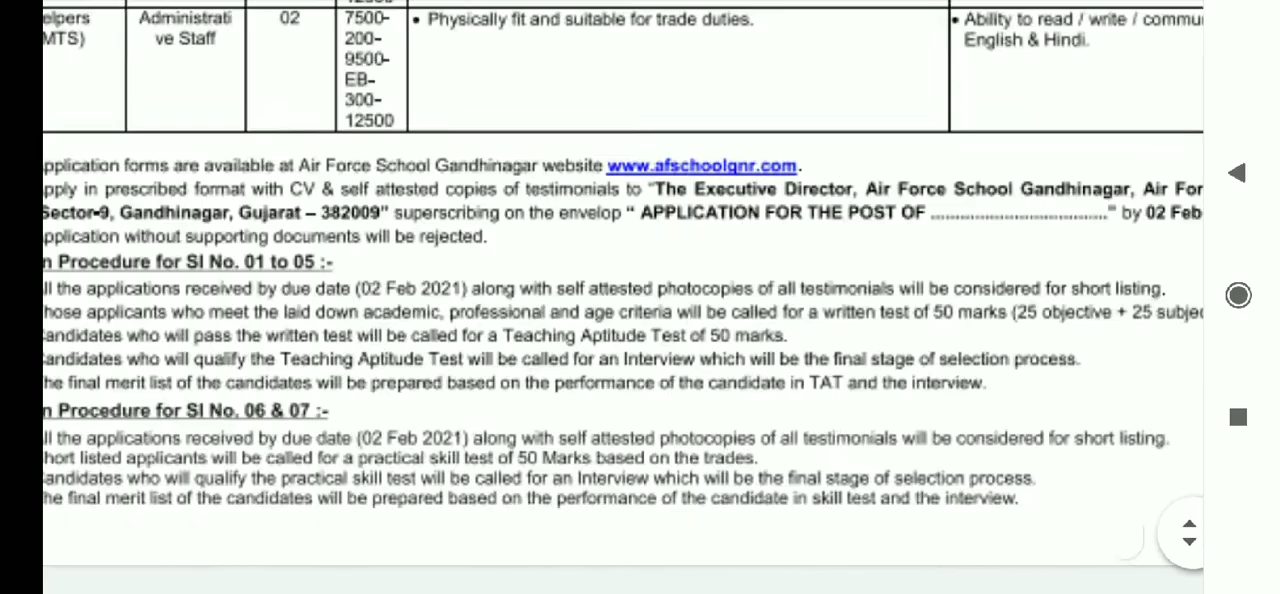 elpers Administrati 02 7500- • Physically fit and suitable for trade duties. • Ability to read / write / commu
MTS) ve Staff 200- English & Hindi.
9500-
EB-
300-
12500
pplication forms are available at Air Force School Gandhinagar website www.afschoolgnr.com.
pply in prescribed format with CV & self attested copies of testimonials to "The Executive Director, Air Force School Gandhinagar, Air For
Sector-9, Gandhinagar, Gujarat – 382009" superscribing on the envelop " APPLICATION FOR THE POST OF ....................................." by 02 Feb
pplication without supporting documents will be rejected.
n Procedure for Sl No. 01 to 05 :-
ll the applications received by due date (02 Feb 2021) along with self attested photocopies of all testimonials will be considered for short listing.
hose applicants who meet the laid down academic, professional and age criteria will be called for a written test of 50 marks (25 objective + 25 subjec
andidates who will pass the written test will be called for a Teaching Aptitude Test of 50 marks.
andidates who will qualify the Teaching Aptitude Test will be called for an Interview which will be the final stage of selection process.
he final merit list of the candidates will be prepared based on the performance of the candidate in TAT and the interview.
n Procedure for Sl No. 06 & 07 :-
ll the applications received by due date (02 Feb 2021) along with self attested photocopies of all testimonials will be considered for short listing.
hort listed applicants will be called for a practical skill test of 50 Marks based on the trades.
andidates who will qualify the practical skill test will be called for an Interview which will be the final stage of selection process.
he final merit list of the candidates will be prepared based on the performance of the candidate in skill test and the interview.